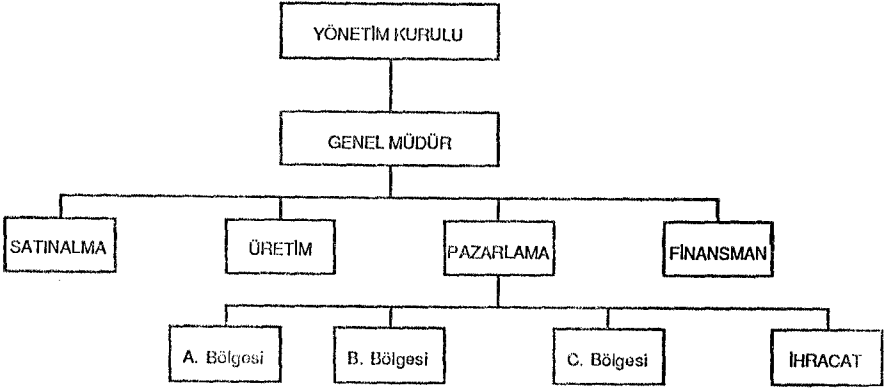 YÖNETİM KURULU
GENEL MÜDÜR
SATINALMA
ÜRETİM
PAZARLAMA
FİNANSMAN
A. Bölgesi
B. Bölgesi
C. Bölgesi
İHRACAT